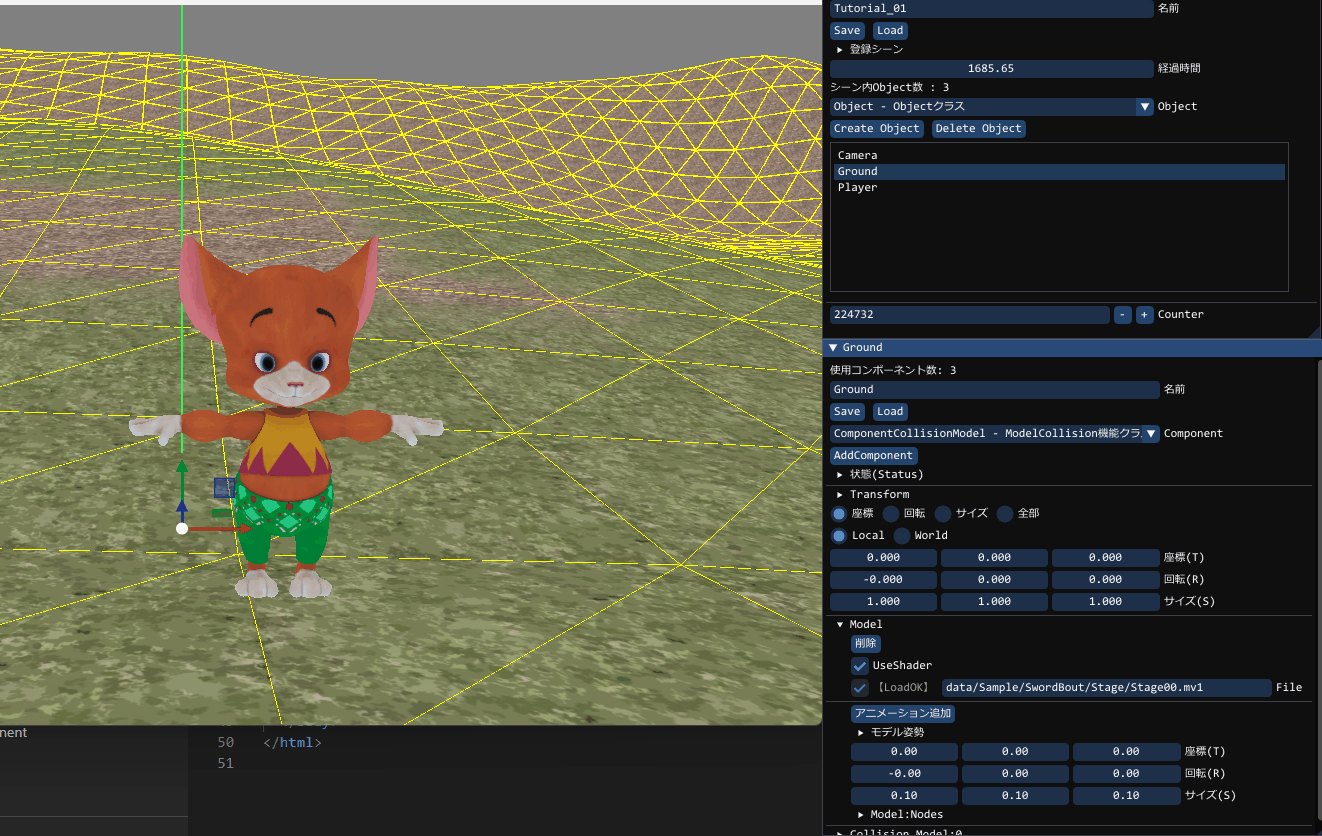 Tutorial_01 名前
Save Load
登録シーン
1685.65 経過時間
シーン内Object数 : 3
Object - Objectクラス Object
Create Object Delete Object
Camera
Ground
Player
224732 - + Counter
Ground
使用コンポーネント数: 3
Ground 名前
Save Load
ComponentCollisionModel - ModelCollision機能クラ Component
AddComponent
状態(Status)
Transform
座標 回転 サイズ 全部
Local World
0.000 0.000 0.000 座標(T)
-0.000 0.000 0.000 回転(R)
1.000 1.000 1.000 サイズ(S)
Model
削除
UseShader
【LoadOK】 data/Sample/SwordBout/Stage/Stage00.mv1 File
アニメーション追加
モデル姿勢
0.00 0.00 0.00 座標(T)
-0.00 0.00 0.00 回転(R)
0.10 0.10 0.10 サイズ(S)
Model:Nodes
Collision Model:0
nent
50 </html>
51